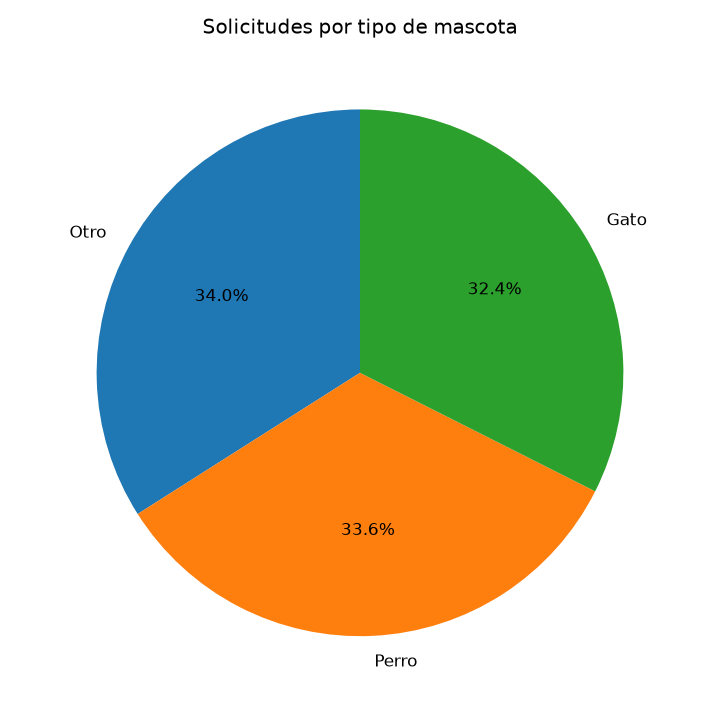 Solicitudes por tipo de mascota
Gato
Otro
32.4%
34.0%
33.6%
Perro